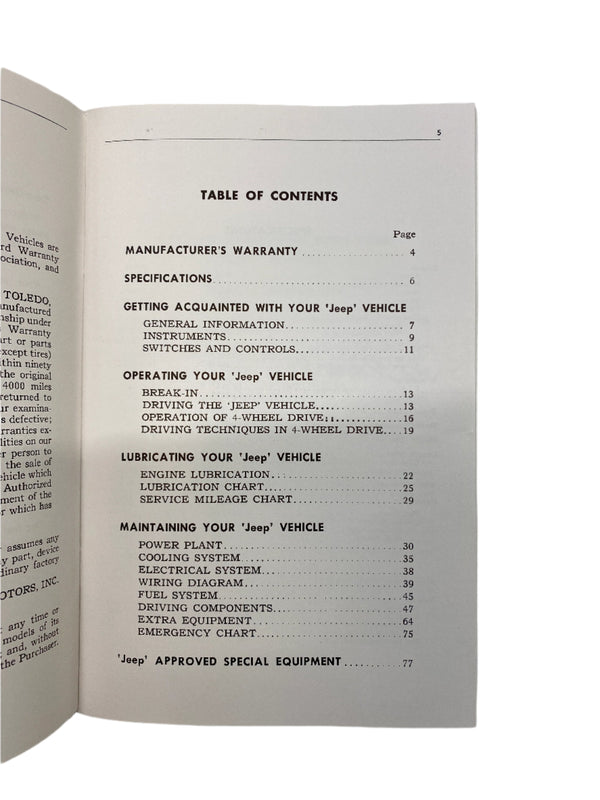 Vehicles are
rd Warranty
ociation, and
TOLEDO,
anufactured
nship under
Warranty
art or parts
except tires)
ithin ninety
the original
4000 miles
returned to
ur examina-
s defective;
rranties ex-
lities on our
er person to
the sale of
ehicle which
Authorized
ment of the
or which has
assumes any
y part, device
dinary factory
OTORS, INC.
any time or
models of its
and, without
the Purchaser.
5
TABLE OF CONTENTS
Page
MANUFACTURER'S WARRANTY . . . . . . . . . . . . . . . . 4
SPECIFICATIONS. . . . . . . . . . . . . . . . . . . . . . . . . . . . . 6
GETTING ACQUAINTED WITH YOUR 'Jeep' VEHICLE
GENERAL INFORMATION. . . . . . . . . . . . . . . . . . 7
INSTRUMENTS. . . . . . . . . . . . . . . . . . . . . . . . . . . 9
SWITCHES AND CONTROLS. . . . . . . . . . . . . . . . 11
OPERATING YOUR 'Jeep' VEHICLE
BREAK-IN. . . . . . . . . . . . . . . . . . . . . . . . . . . . . . 13
DRIVING THE 'JEEP' VEHICLE. . . . . . . . . . . . . 13
OPERATION OF 4-WHEEL DRIVE. . . . . . . . . . . 16
DRIVING TECHNIQUES IN 4-WHEEL DRIVE. . . . 19
LUBRICATING YOUR 'Jeep' VEHICLE
ENGINE LUBRICATION. . . . . . . . . . . . . . . . . . . . 22
LUBRICATION CHART. . . . . . . . . . . . . . . . . . . . . 25
SERVICE MILEAGE CHART. . . . . . . . . . . . . . . . . 29
MAINTAINING YOUR 'Jeep' VEHICLE
POWER PLANT. . . . . . . . . . . . . . . . . . . . . . . . . . 30
COOLING SYSTEM. . . . . . . . . . . . . . . . . . . . . . . . 35
ELECTRICAL SYSTEM. . . . . . . . . . . . . . . . . . . . . 38
WIRING DIAGRAM. . . . . . . . . . . . . . . . . . . . . . . . 39
FUEL SYSTEM. . . . . . . . . . . . . . . . . . . . . . . . . . . 45
DRIVING COMPONENTS. . . . . . . . . . . . . . . . . . . . 47
EXTRA EQUIPMENT. . . . . . . . . . . . . . . . . . . . . . . 64
EMERGENCY CHART. . . . . . . . . . . . . . . . . . . . . . 75
'Jeep' APPROVED SPECIAL EQUIPMENT. . . . . . . . . . 77